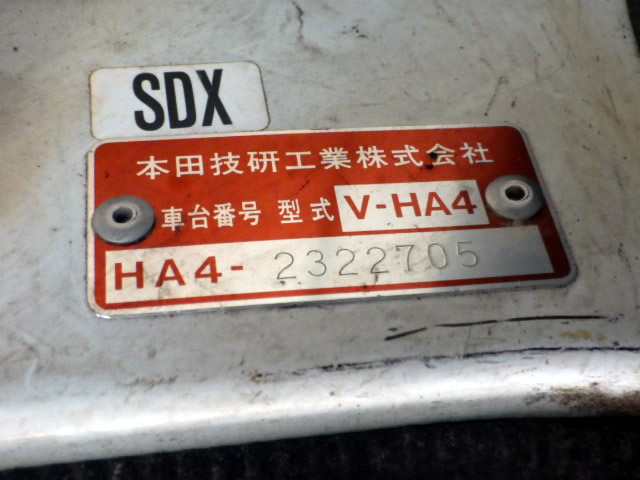 SDX
本田技研工業株式会社
車台番号 型式 V-HA4
HA4- 2322705